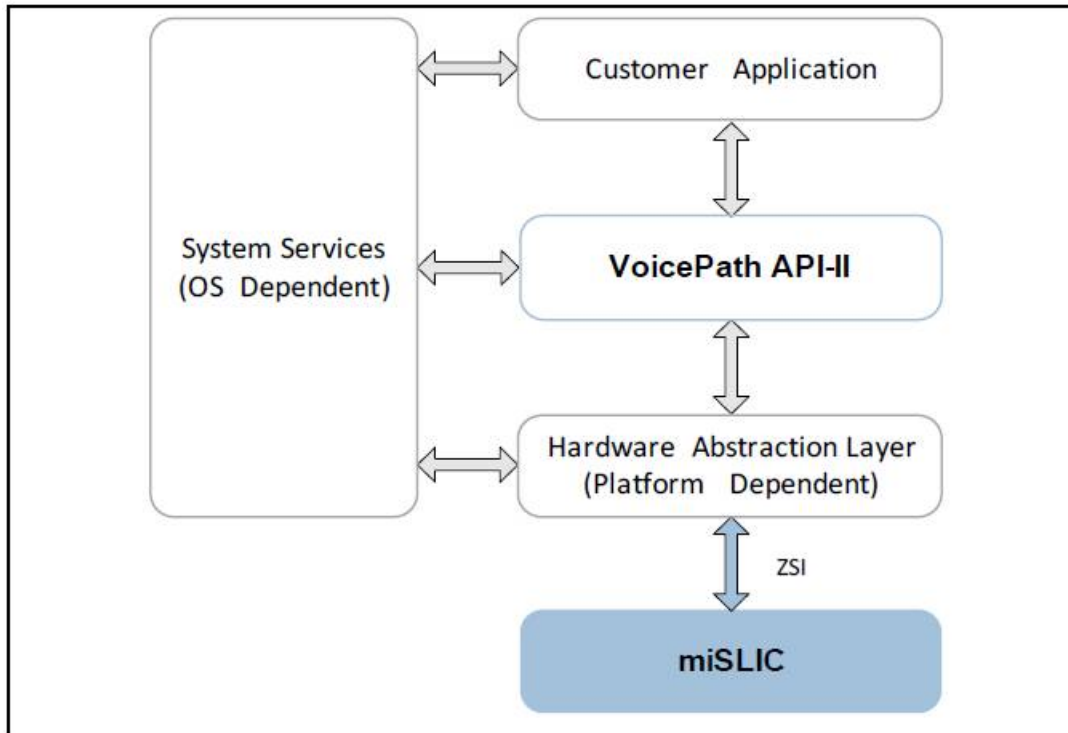 Customer Application
System Services
(OS Dependent)
VoicePath API-II
Hardware Abstraction Layer
(Platform Dependent)
ZSI
miSLIC